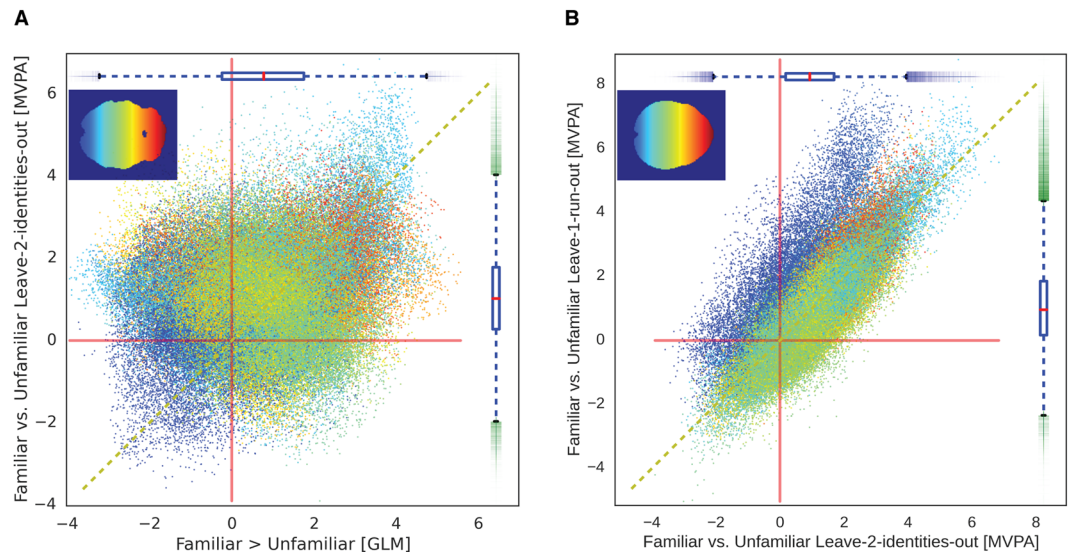 A
Familiar vs. Unfamiliar Leave-2-identities-out [MVPA]
6
4
2
0
−2
−4
−4 −2 0 2 4 6
Familiar > Unfamiliar [GLM]
B
Familiar vs. Unfamiliar Leave-1-run-out [MVPA]
8
6
4
2
0
−2
−4
−4 −2 0 2 4 6 8
Familiar vs. Unfamiliar Leave-2-identities-out [MVPA]